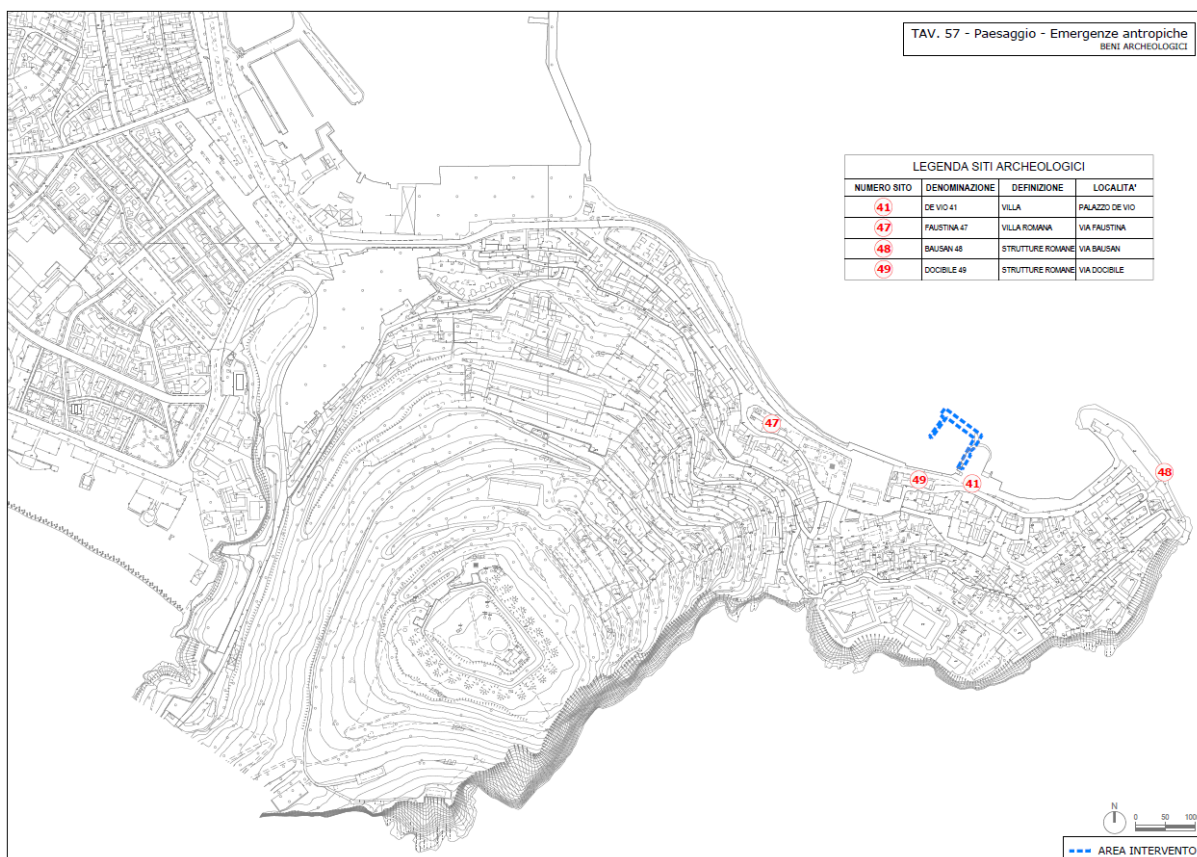 TAV. 57 - Paesaggio - Emergenze antropiche
BENI ARCHEOLOGICI
LEGENDA SITI ARCHEOLOGICI
NUMERO SITO DENOMINAZIONE DEFINIZIONE LOCALITA'
41 DE VIO 41 VILLA PALAZZO DE VIO
47 FAUSTINA 47 VILLA ROMANA VIA FAUSTINA
48 BAUSAN 48 STRUTTURE ROMANE VIA BAUSAN
49 DOCIBILE 49 STRUTTURE ROMANE VIA DOCIBILE
47
49
41
48
N
0 50 100
AREA INTERVENTO